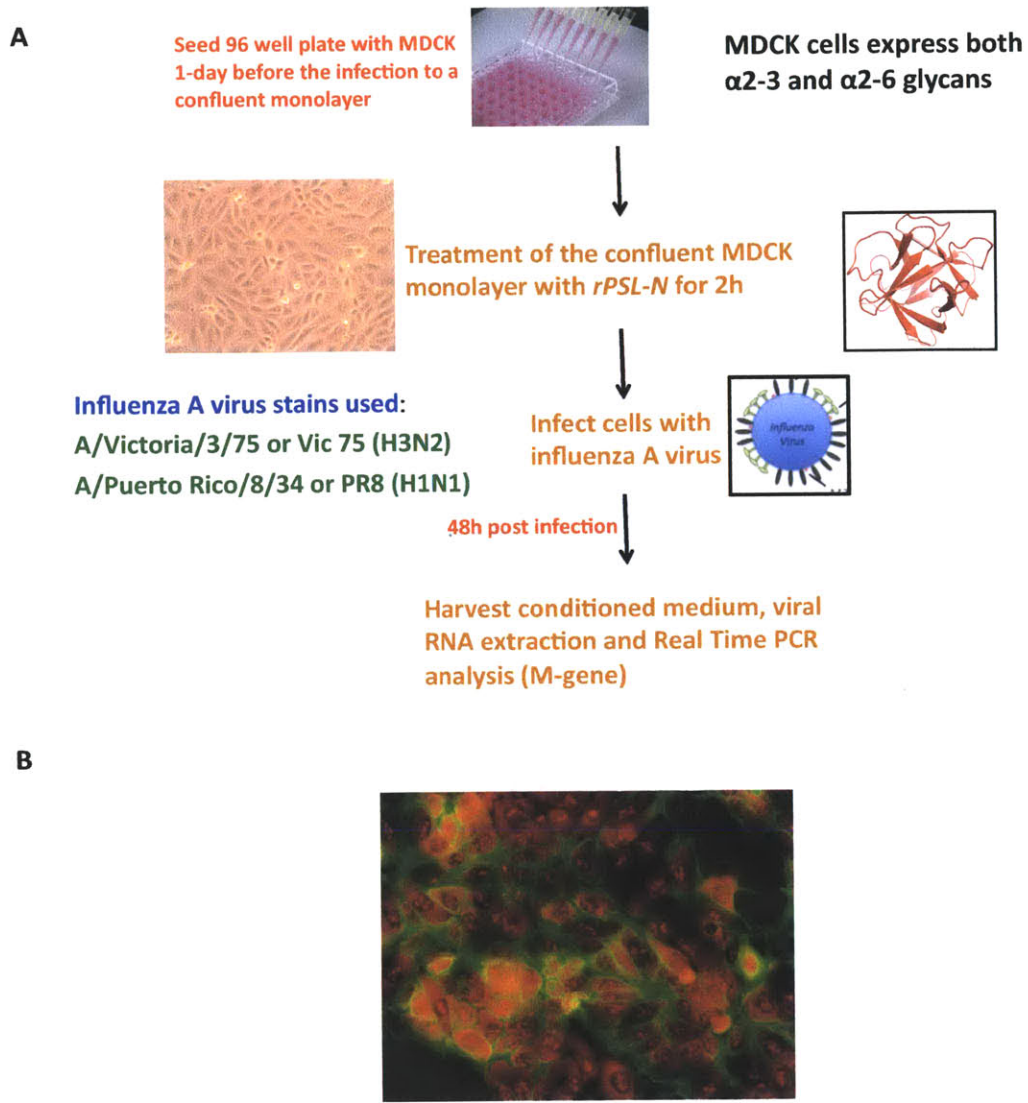 A
Seed 96 well plate with MDCK
1-day before the infection to a
confluent monolayer
MDCK cells express both
α2-3 and α2-6 glycans
Treatment of the confluent MDCK
monolayer with rPSL-N for 2h
Influenza A virus stains used:
A/Victoria/3/75 or Vic 75 (H3N2)
A/Puerto Rico/8/34 or PR8 (H1N1)
Infect cells with
influenza A virus
Influenza
Virus
48h post infection
Harvest conditioned medium, viral
RNA extraction and Real Time PCR
analysis (M-gene)
B